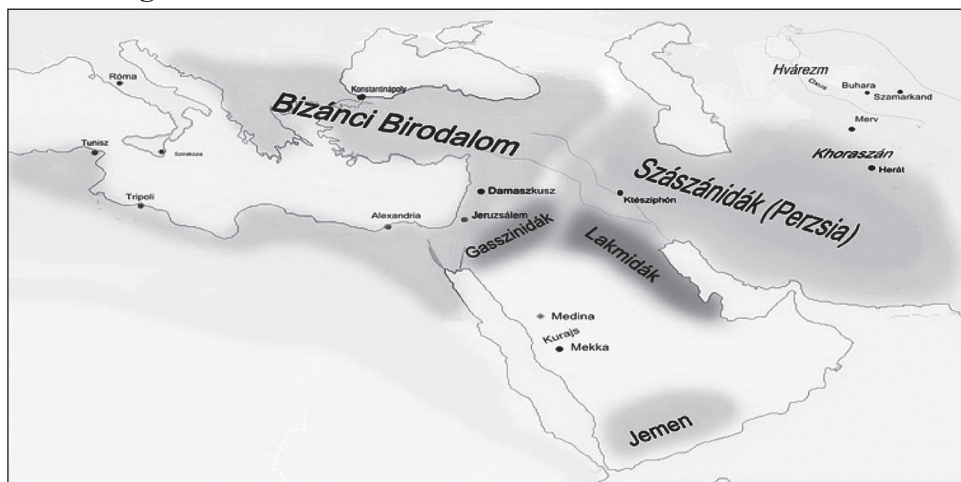 Róma
Konstantinápoly
Hvárezm
Oxus
Buhara
Szamarkand
Bizánci Birodalom
Merv
Tunisz
Khoraszán
Herát
Szászánidák (Perzsia)
Damaszkusz
Ktésziphón
Tripoli
Alexandria
Jeruzsálem
Gasszinidák
Lakmidák
Medina
Kurajs
Mekka
Jemen